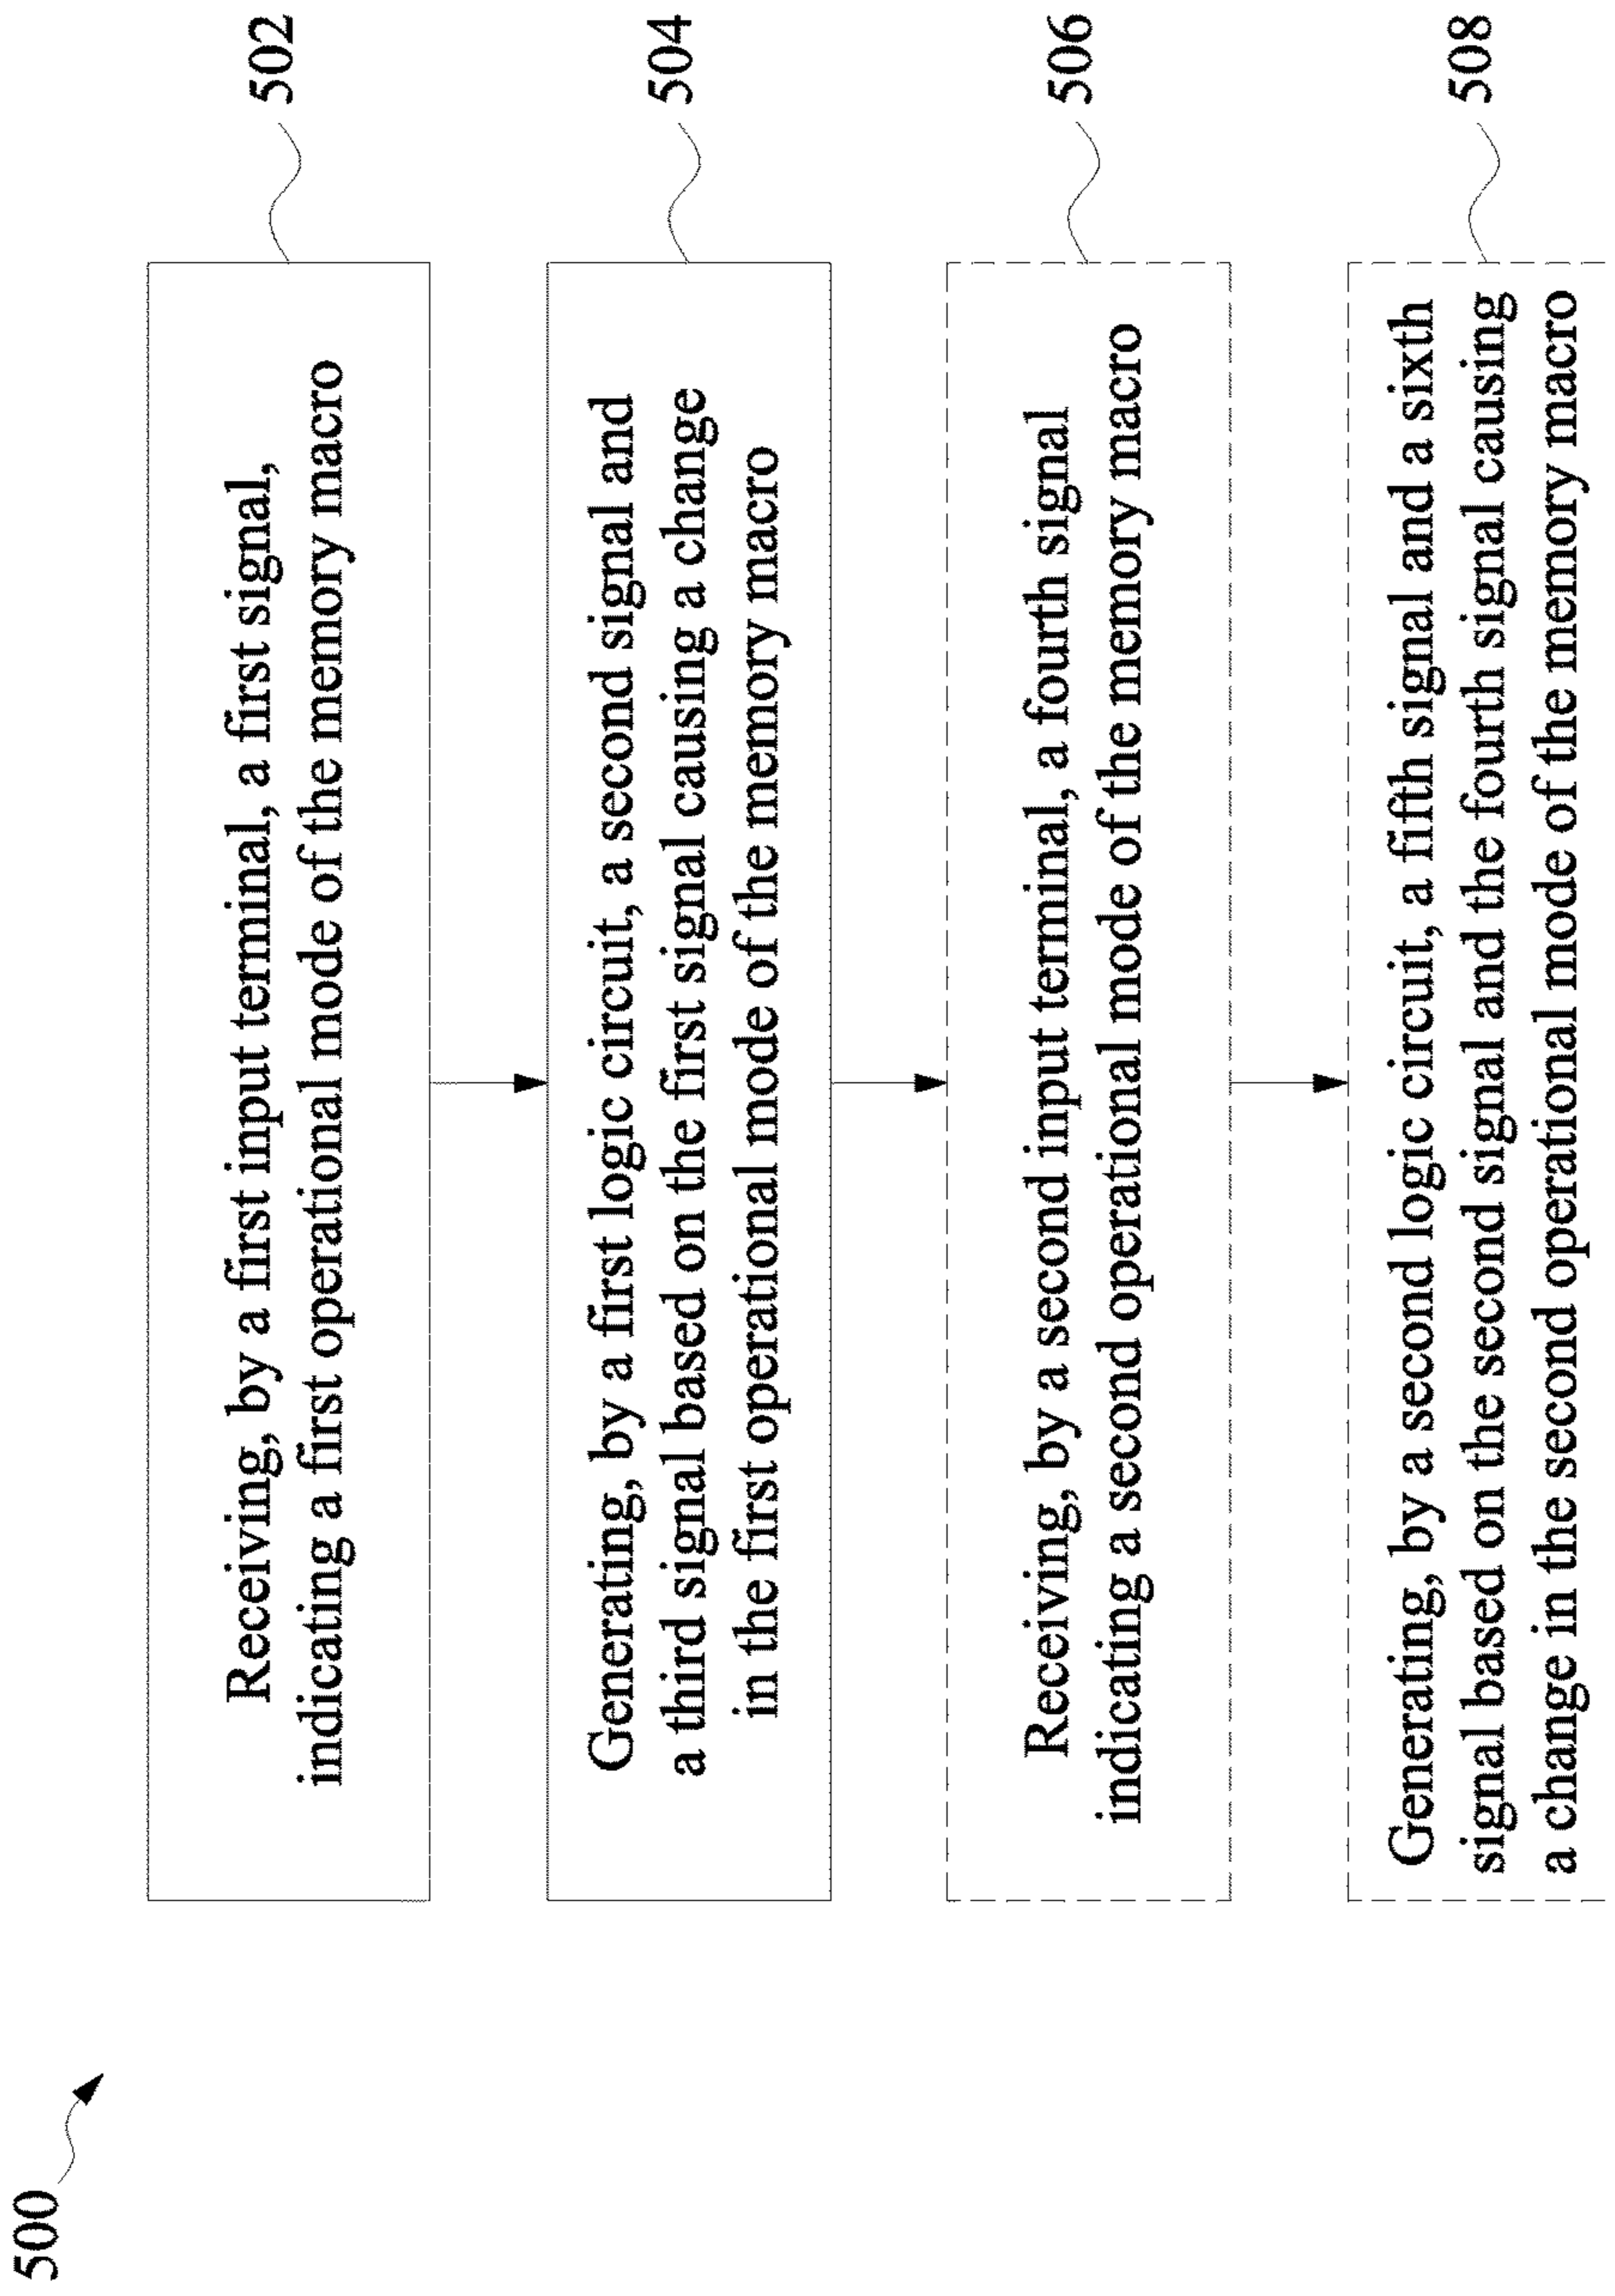 500
Receiving, by a first input terminal, a first signal,
indicating a first operational mode of the memory macro
502
Generating, by a first logic circuit, a second signal and
a third signal based on the first signal causing a change
in the first operational mode of the memory macro
504
Receiving, by a second input terminal, a fourth signal
indicating a second operational mode of the memory macro
506
Generating, by a second logic circuit, a fifth signal and a sixth
signal based on the second signal and the fourth signal causing
a change in the second operational mode of the memory macro
508